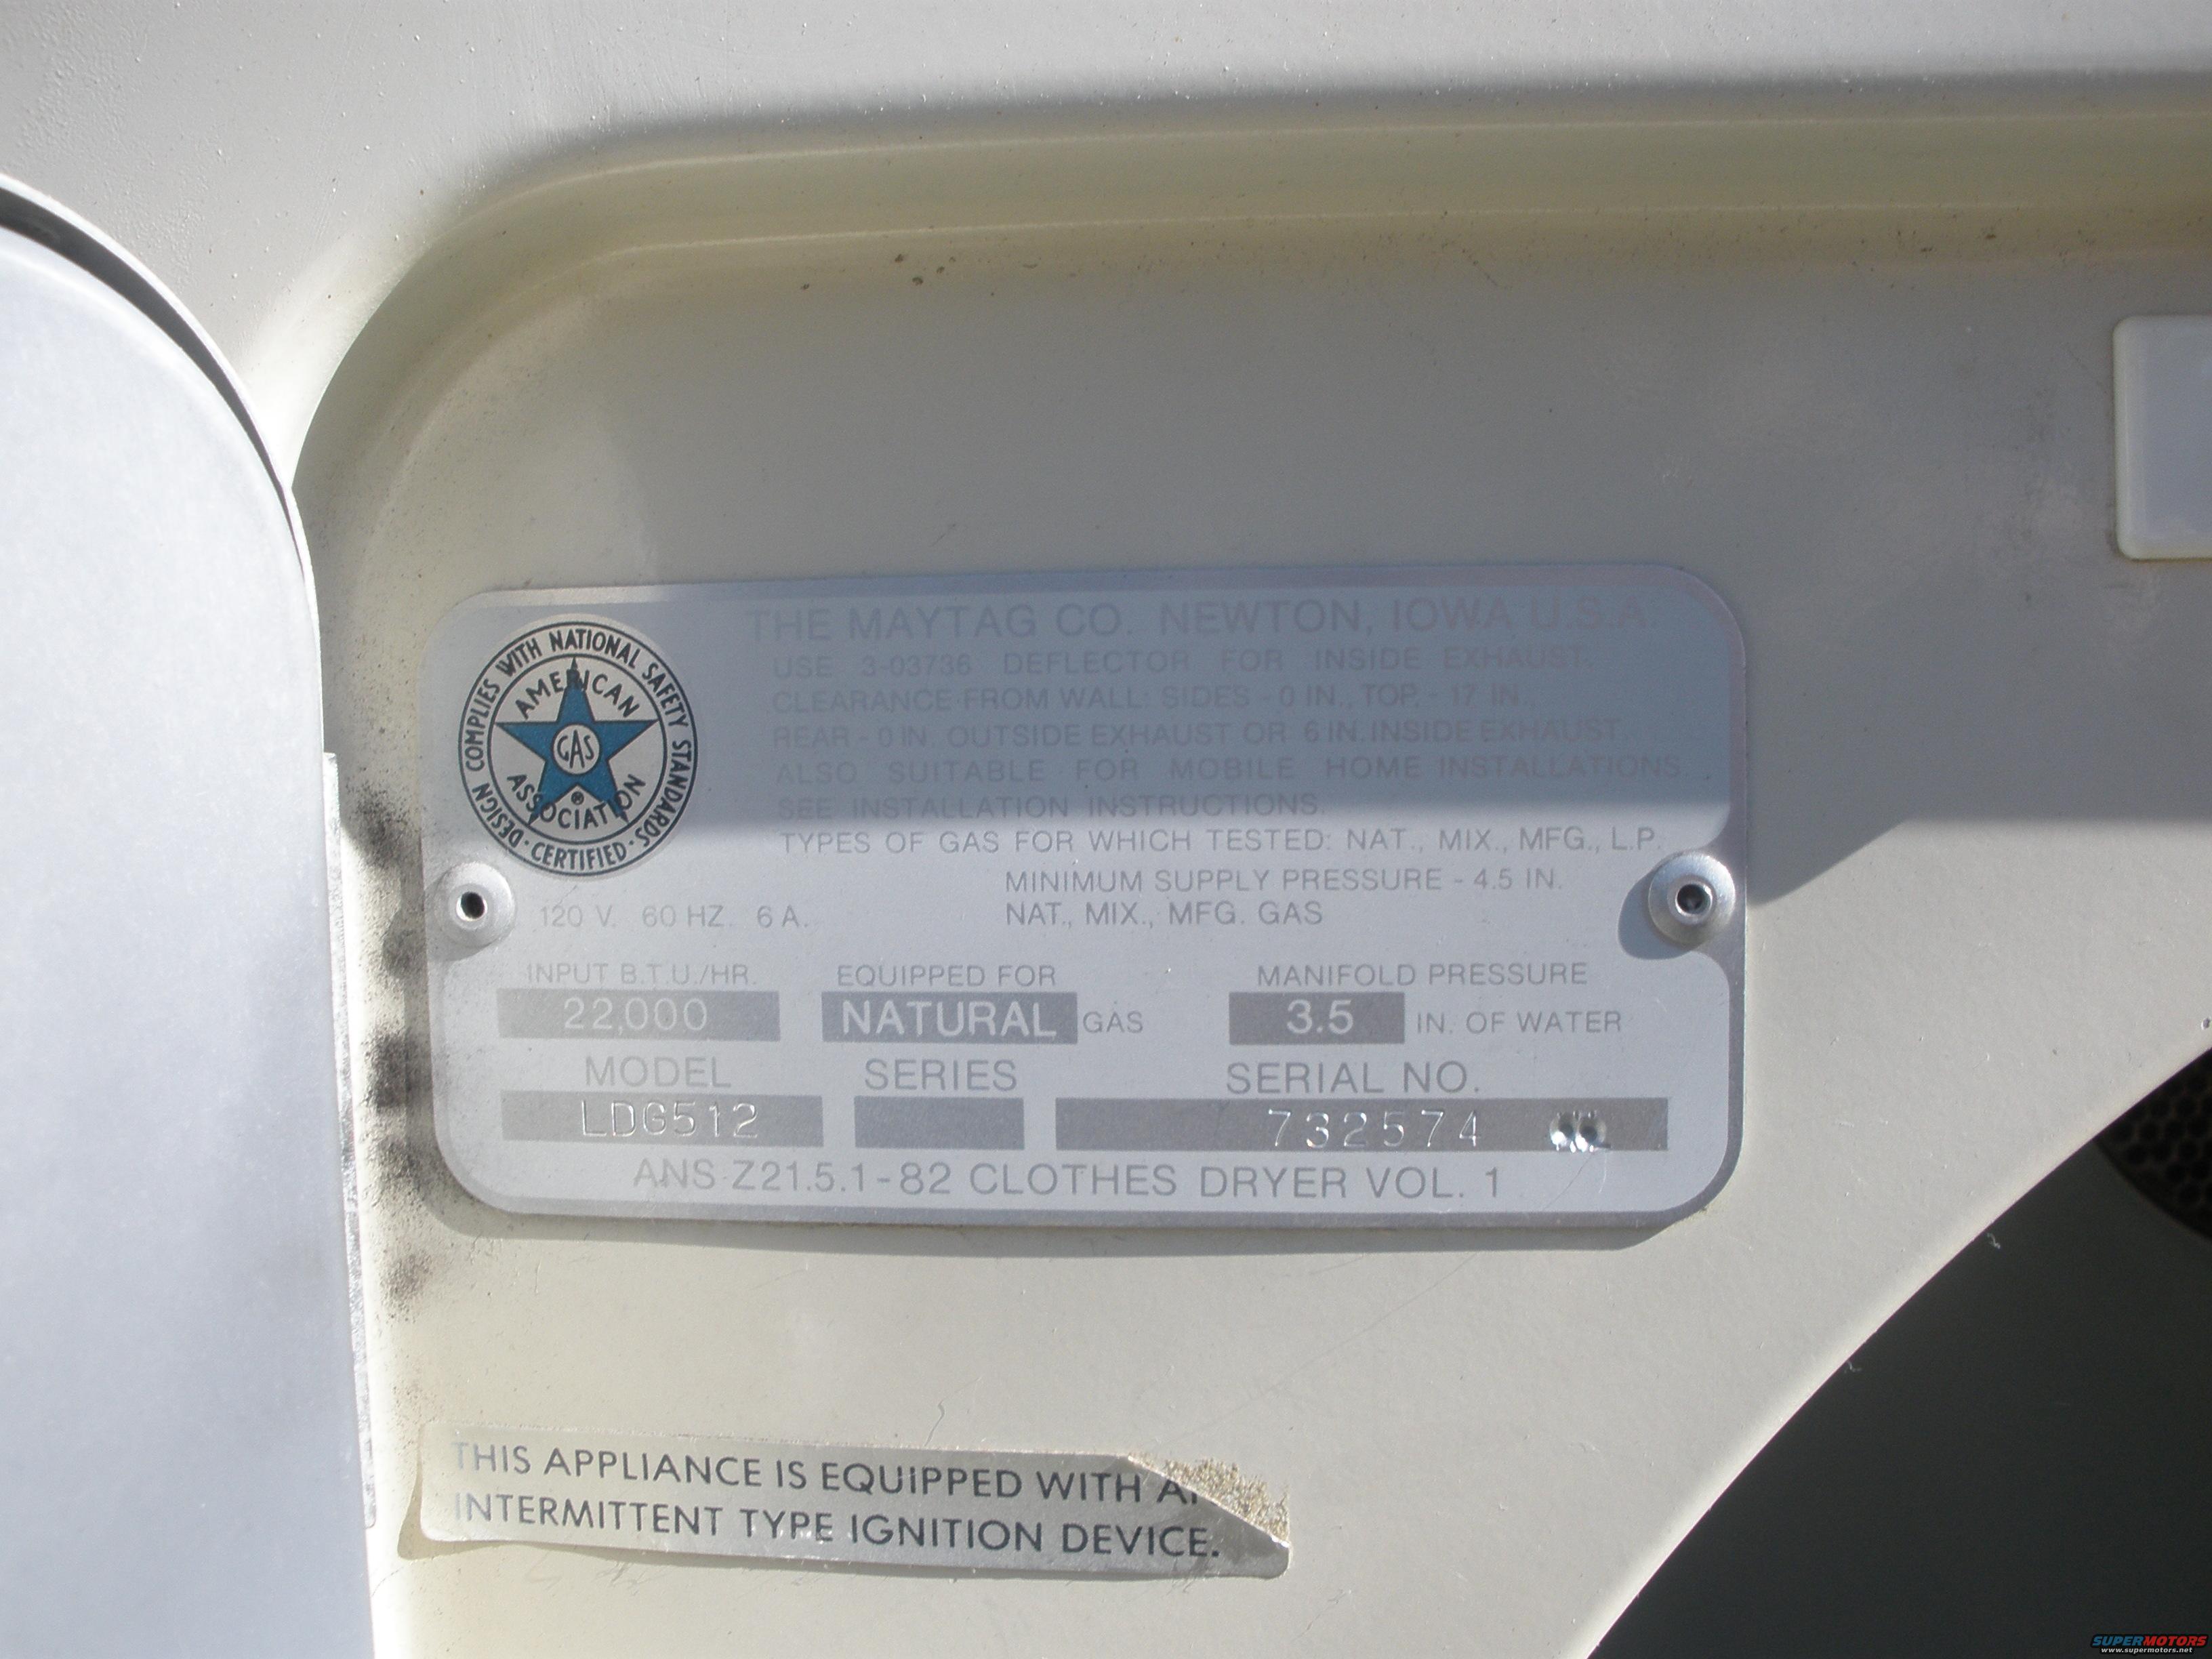 THE MAYTAG CO. NEWTON, IOWA U.S.A.
USE 3-03736 DEFLECTOR FOR INSIDE EXHAUST.
CLEARANCE FROM WALL: SIDES - 0 IN., TOP, - 17 IN.,
REAR - 0 IN. OUTSIDE EXHAUST OR 6 IN. INSIDE EXHAUST.
ALSO SUITABLE FOR MOBILE HOME INSTALLATIONS
SEE INSTALLATION INSTRUCTIONS.
TYPES OF GAS FOR WHICH TESTED: NAT., MIX., MFG., L.P.
MINIMUM SUPPLY PRESSURE - 4.5 IN.
NAT., MIX., MFG. GAS
DESIGN COMPLIES WITH NATIONAL SAFETY STANDARDS · CERTIFIED ·
AMERICAN
GAS
ASSOCIATION
®
120 V. 60 HZ. 6 A.
INPUT B.T.U./HR. EQUIPPED FOR MANIFOLD PRESSURE
22,000 NATURAL GAS 3.5 IN. OF WATER
MODEL SERIES SERIAL NO.
LDG512 732574
ANS Z21.5.1-82 CLOTHES DRYER VOL. 1
THIS APPLIANCE IS EQUIPPED WITH
INTERMITTENT TYPE IGNITION DEVICE.
SUPERMOTORS
www.supermotors.net